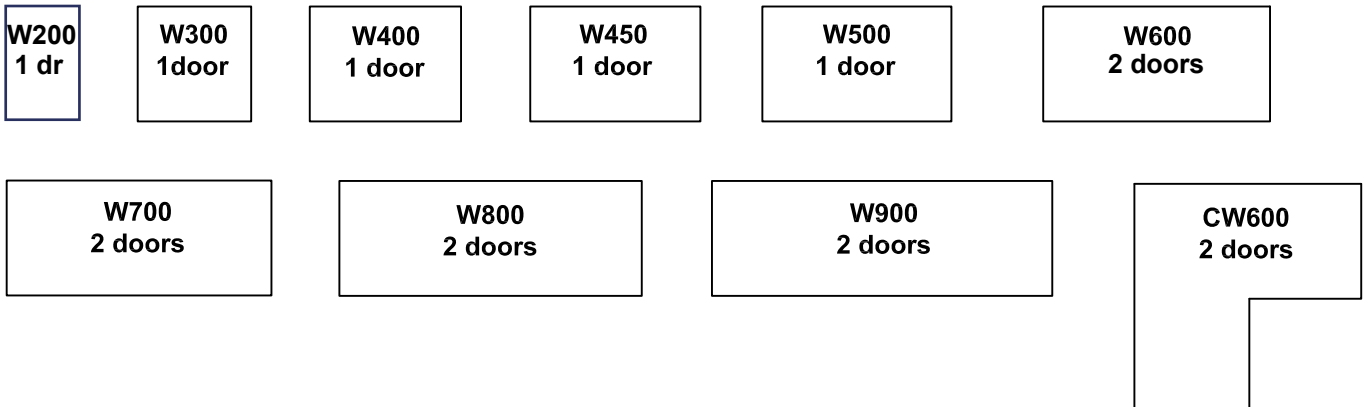 W200
1 dr
W300
1door
W400
1 door
W450
1 door
W500
1 door
W600
2 doors
W700
2 doors
W800
2 doors
W900
2 doors
CW600
2 doors